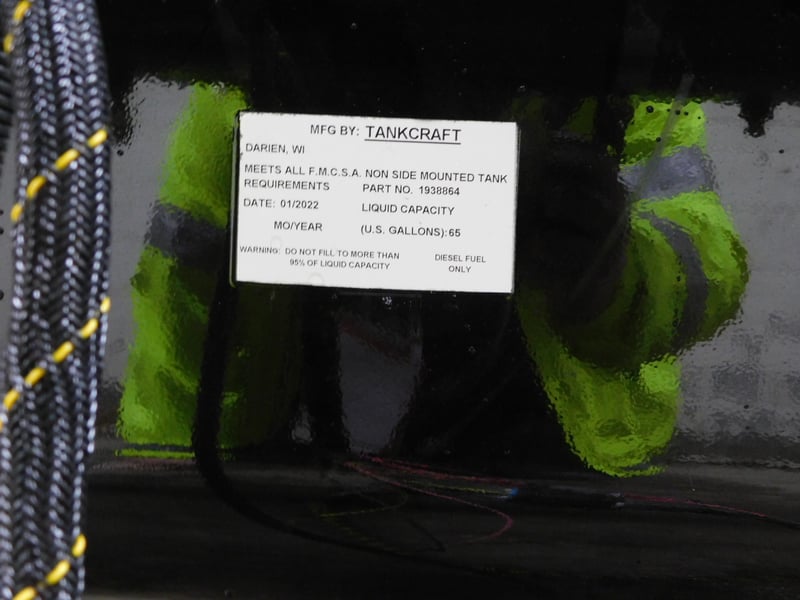 MFG BY: TANKCRAFT
DARIEN, WI
MEETS ALL F.M.C.S.A. NON SIDE MOUNTED TANK
REQUIREMENTS PART NO. 1938864
DATE: 01/2022 LIQUID CAPACITY
MO/YEAR (U.S. GALLONS): 65
WARNING: DO NOT FILL TO MORE THAN DIESEL FUEL
95% OF LIQUID CAPACITY ONLY